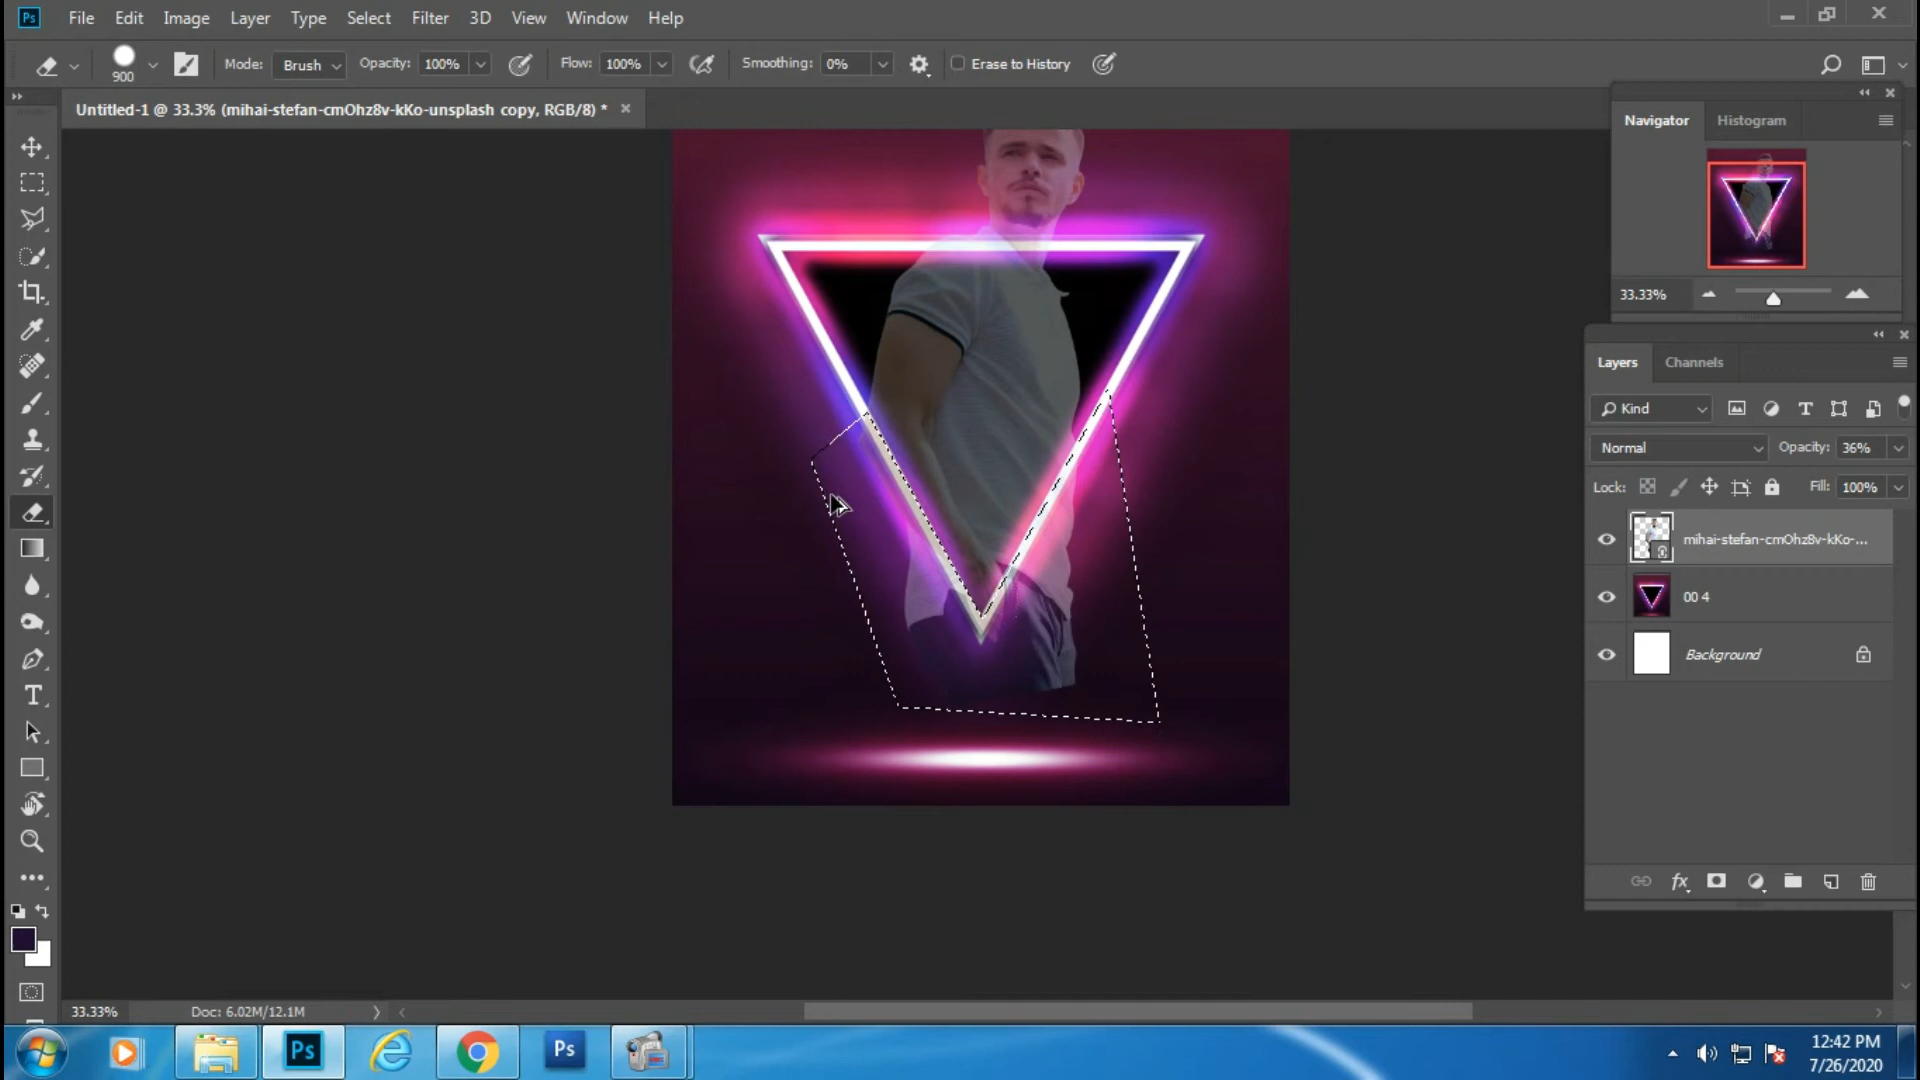 Ps File Edit Image Layer Type Select Filter 3D View Window Help
900 Mode: Brush Opacity: 100% Flow: 100% Smoothing: 0% Erase to History
Untitled-1 @ 33.3% (mihai-stefan-cmOhz8v-kKo-unsplash copy, RGB/8) *
Navigator Histogram
33.33%
Layers Channels
Kind
Normal Opacity: 36%
Lock: Fill: 100%
mihai-stefan-cmOhz8v-kKo-...
00 4
Background
fx
33.33% Doc: 6.02M/12.1M
Ps Ps
12:42 PM
7/26/2020